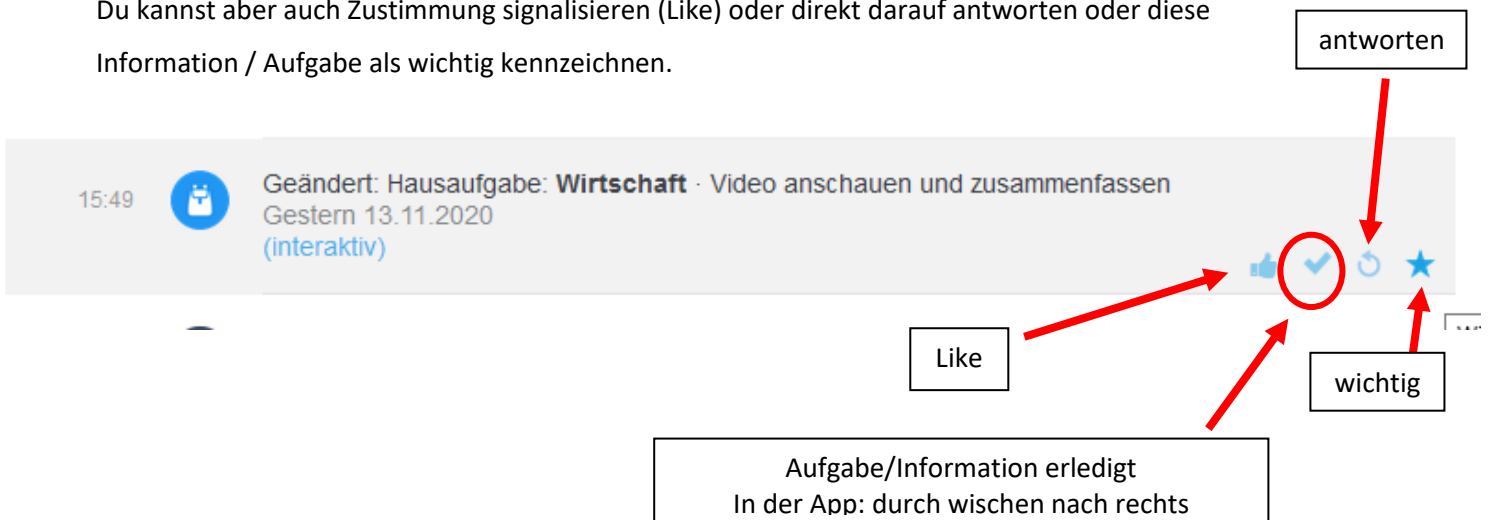 Du kannst aber auch Zustimmung signalisieren (Like) oder direkt darauf antworten oder diese
Information / Aufgabe als wichtig kennzeichnen.
antworten
15:49
Geändert: Hausaufgabe: Wirtschaft · Video anschauen und zusammenfassen
Gestern 13.11.2020
(interaktiv)
Like
wichtig
Aufgabe/Information erledigt
In der App: durch wischen nach rechts